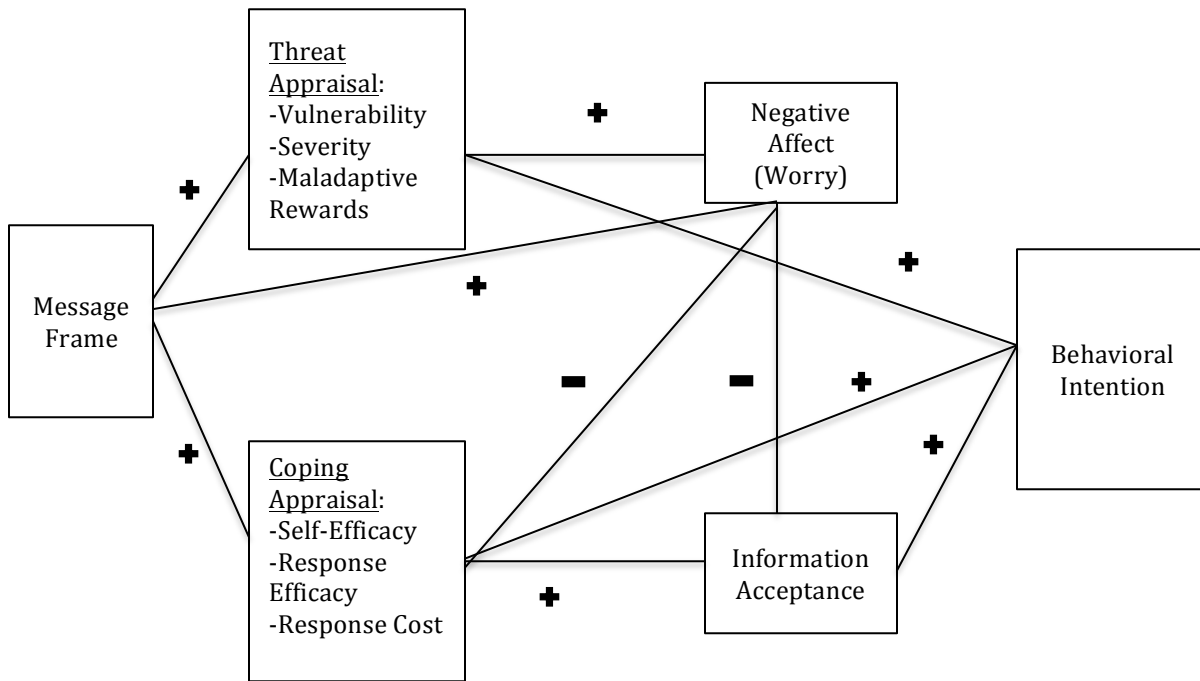 Threat
Appraisal:
-Vulnerability
-Severity
-Maladaptive
Rewards
+
Negative
Affect
(Worry)
+
Message
Frame
+
+
Behavioral
Intention
-
-
+
+
+
Coping
Appraisal:
-Self-Efficacy
-Response
Efficacy
-Response Cost
+
Information
Acceptance